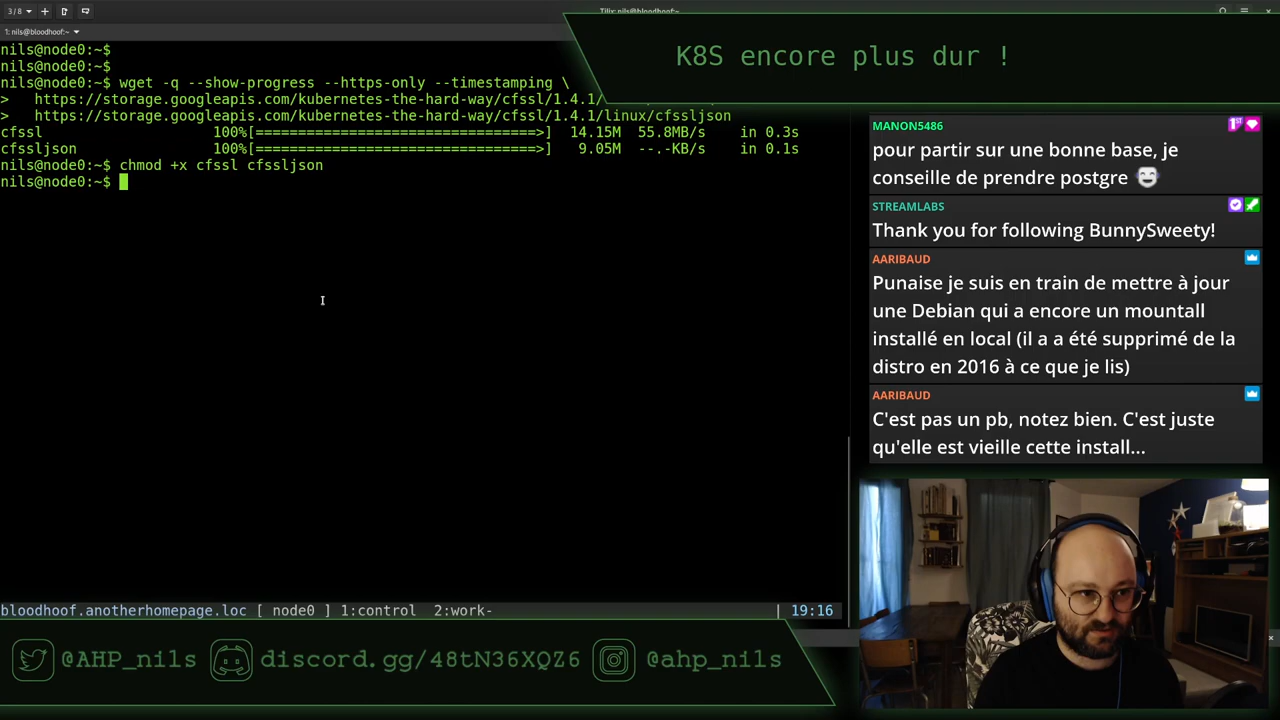 3/8
Tilix: nils@bloodhoof:~
1: nils@bloodhoof:~
K8S encore plus dur !
nils@node0:~$
nils@node0:~$
nils@node0:~$ wget -q --show-progress --https-only --timestamping \
>   https://storage.googleapis.com/kubernetes-the-hard-way/cfssl/1.4.1/
>   https://storage.googleapis.com/kubernetes-the-hard-way/cfssl/1.4.1/linux/cfssljson
cfssl                     100%[=================================>]  14.15M  55.8MB/s    in 0.3s
cfssljson                 100%[=================================>]   9.05M  --.-KB/s    in 0.1s
nils@node0:~$ chmod +x cfssl cfssljson
nils@node0:~$
MANON5486
pour partir sur une bonne base, je
conseille de prendre postgre
STREAMLABS
Thank you for following BunnySweety!
AARIBAUD
Punaise je suis en train de mettre à jour
une Debian qui a encore un mountall
installé en local (il a a été supprimé de la
distro en 2016 à ce que je lis)
AARIBAUD
C'est pas un pb, notez bien. C'est juste
qu'elle est vieille cette install...
bloodhoof.anotherhomepage.loc [ node0 ] 1:control  2:work-
| 19:16
@AHP_nils
discord.gg/48tN36XQZ6
@ahp_nils